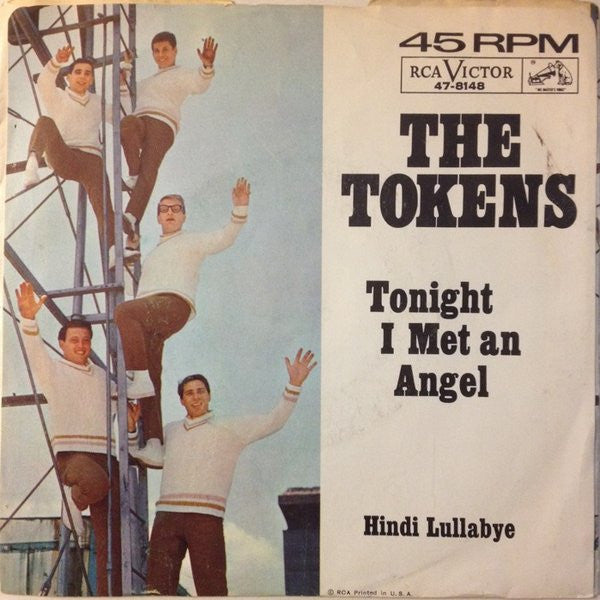 45 RPM
RCA VICTOR
47-8148
"HIS MASTER'S VOICE"
THE
TOKENS
Tonight
I Met an
Angel
Hindi Lullabye
© RCA Printed in U. S. A.